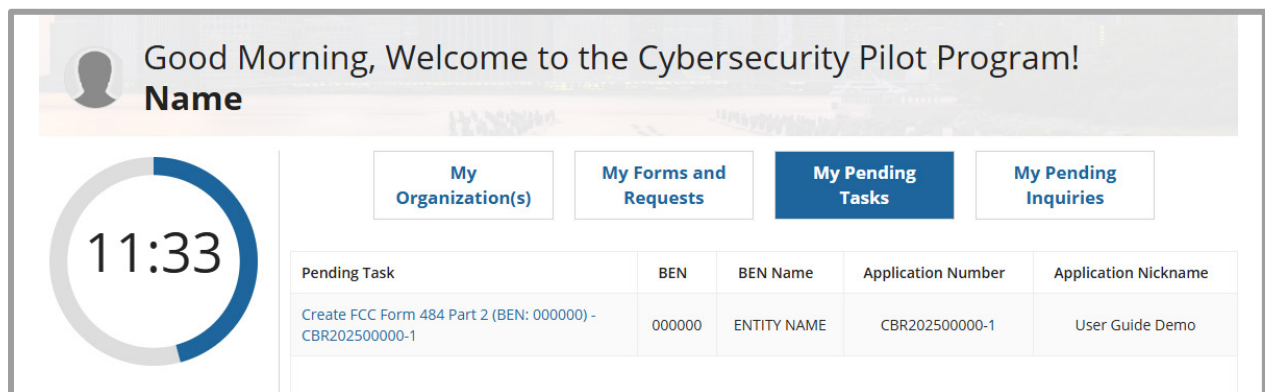 Good Morning, Welcome to the Cybersecurity Pilot Program!
Name
11:33
My
Organization(s)
My Forms and
Requests
My Pending
Tasks
My Pending
Inquiries
Pending Task BEN BEN Name Application Number Application Nickname
Create FCC Form 484 Part 2 (BEN: 000000) -
CBR202500000-1
000000 ENTITY NAME CBR202500000-1 User Guide Demo